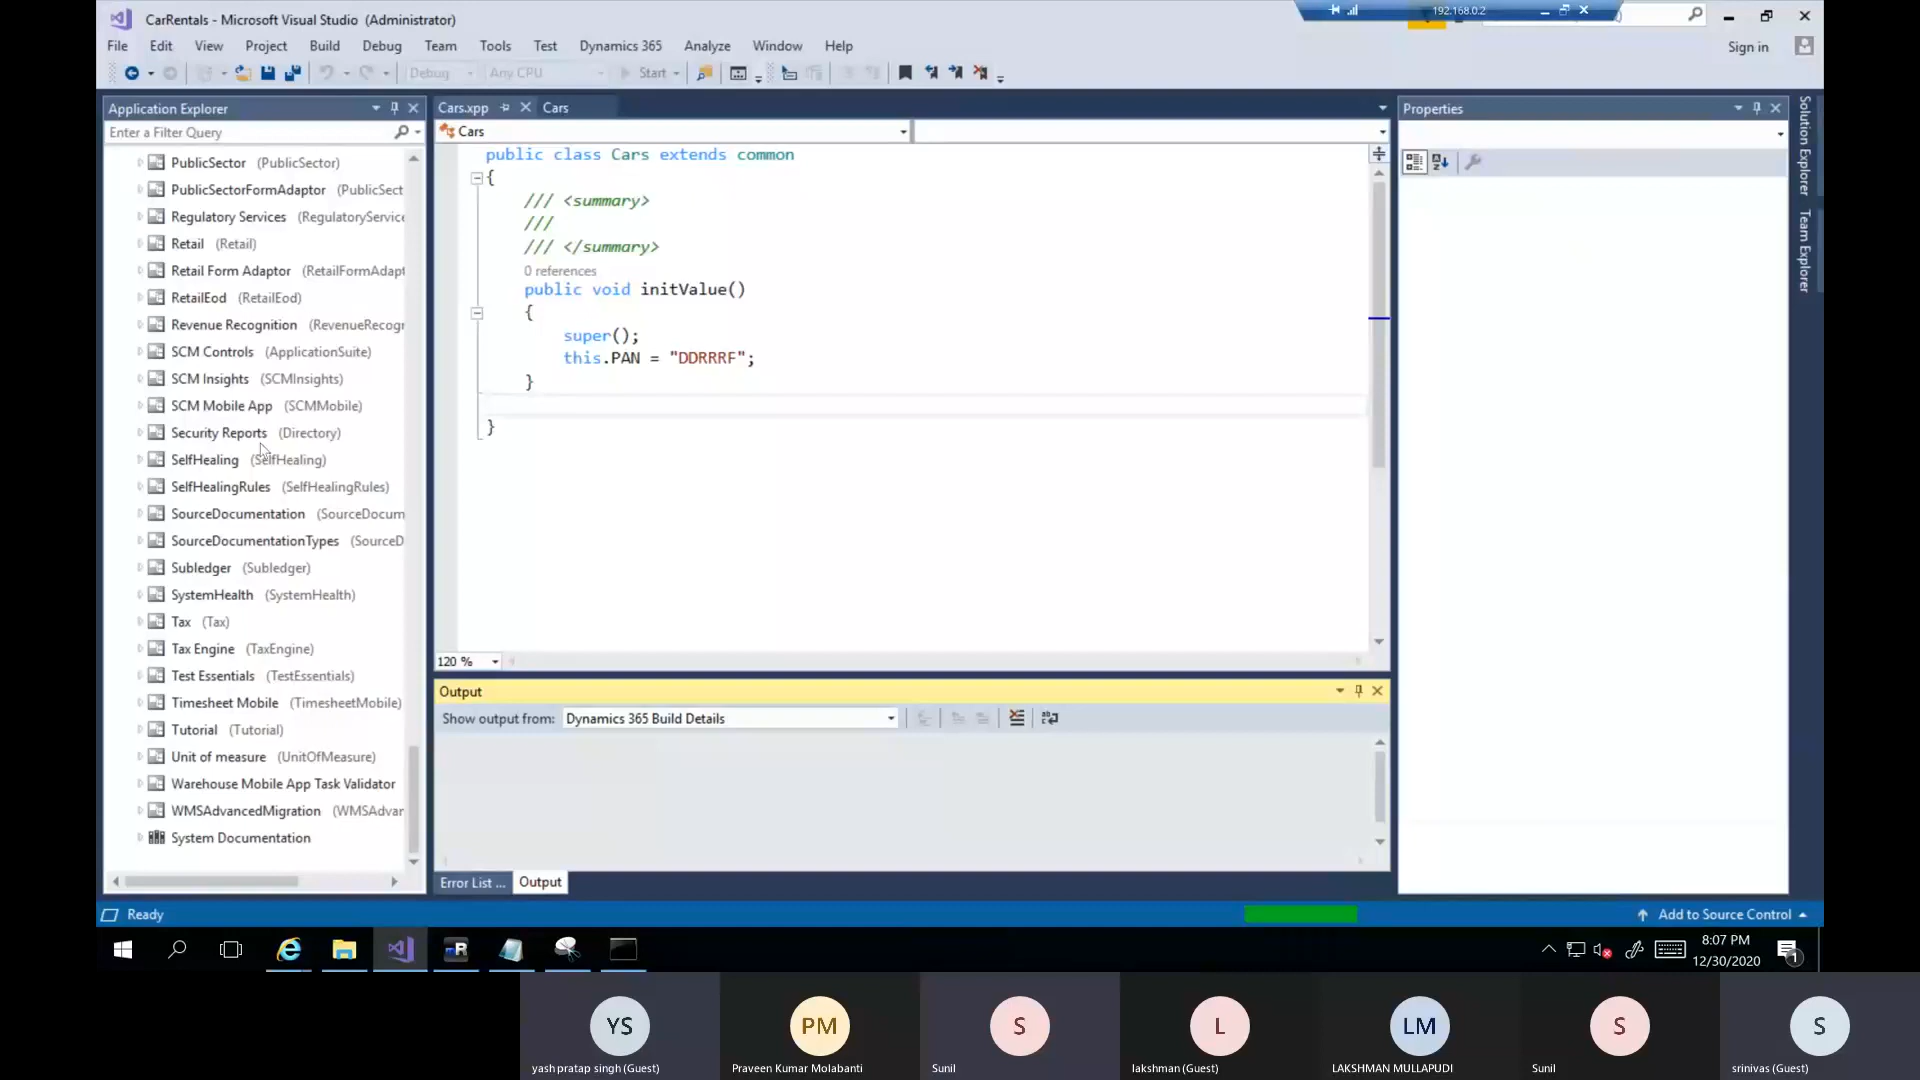 CarRentals - Microsoft Visual Studio (Administrator)
192.168.0.2
File Edit View Project Build Debug Team Tools Test Dynamics 365 Analyze Window Help
Sign in
Debug Any CPU Start
Application Explorer
Enter a Filter Query
PublicSector (PublicSector)
PublicSectorFormAdaptor (PublicSect
Regulatory Services (RegulatoryService
Retail (Retail)
Retail Form Adaptor (RetailFormAdapt
RetailEod (RetailEod)
Revenue Recognition (RevenueRecogn
SCM Controls (ApplicationSuite)
SCM Insights (SCMInsights)
SCM Mobile App (SCMMobile)
Security Reports (Directory)
SelfHealing (SelfHealing)
SelfHealingRules (SelfHealingRules)
SourceDocumentation (SourceDocum
SourceDocumentationTypes (SourceD
Subledger (Subledger)
SystemHealth (SystemHealth)
Tax (Tax)
Tax Engine (TaxEngine)
Test Essentials (TestEssentials)
Timesheet Mobile (TimesheetMobile)
Tutorial (Tutorial)
Unit of measure (UnitOfMeasure)
Warehouse Mobile App Task Validator
WMSAdvancedMigration (WMSAdvar
System Documentation
Cars.xpp Cars
Cars
public class Cars extends common
{
/// <summary>
///
/// </summary>
0 references
public void initValue()
{
super();
this.PAN = "DDRRRF";
}
}
120 %
Output
Show output from: Dynamics 365 Build Details
Error List ... Output
Properties
Solution Explorer
Team Explorer
Ready
Add to Source Control
8:07 PM
12/30/2020
1
YS
yash pratap singh (Guest)
PM
Praveen Kumar Molabanti
S
Sunil
L
lakshman (Guest)
LM
LAKSHMAN MULLAPUDI
S
Sunil
S
srinivas (Guest)